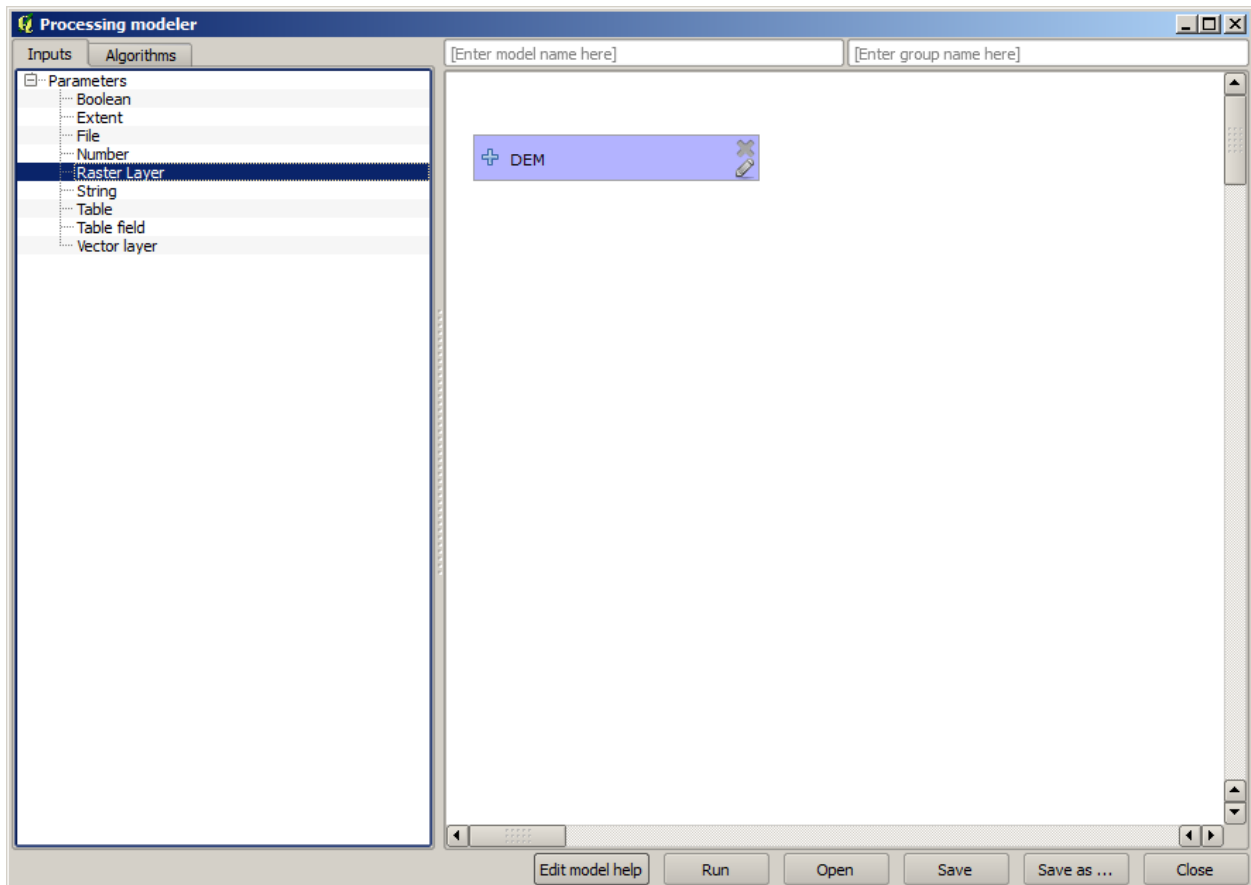 Processing modeler
Inputs Algorithms
[Enter model name here] [Enter group name here]
Parameters
Boolean
Extent
File
Number
Raster Layer
String
Table
Table field
Vector layer
DEM
Edit model help Run Open Save Save as ... Close